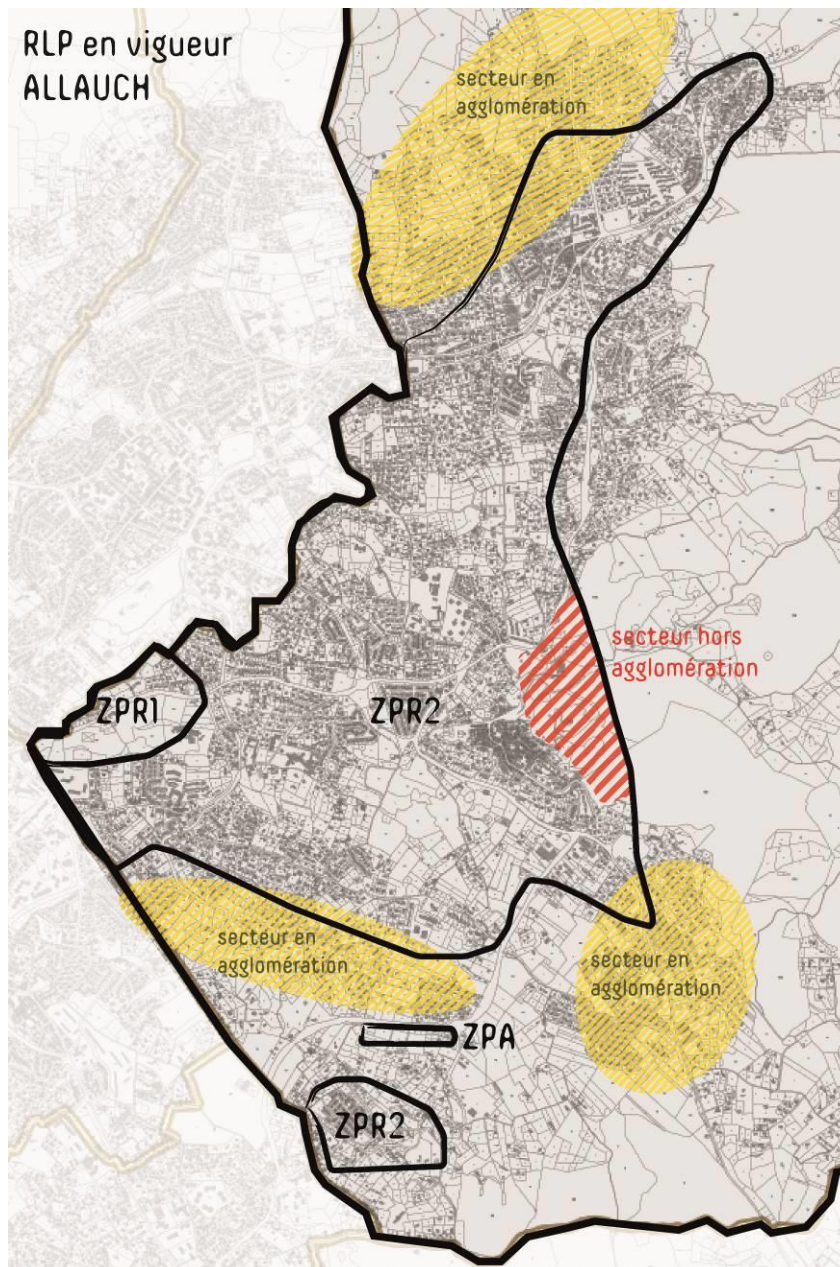 RLP en vigueur
ALLAUCH
secteur en
agglomération
secteur hors
agglomération
ZPR1
ZPR2
secteur en
agglomération
secteur en
agglomération
ZPA
ZPR2